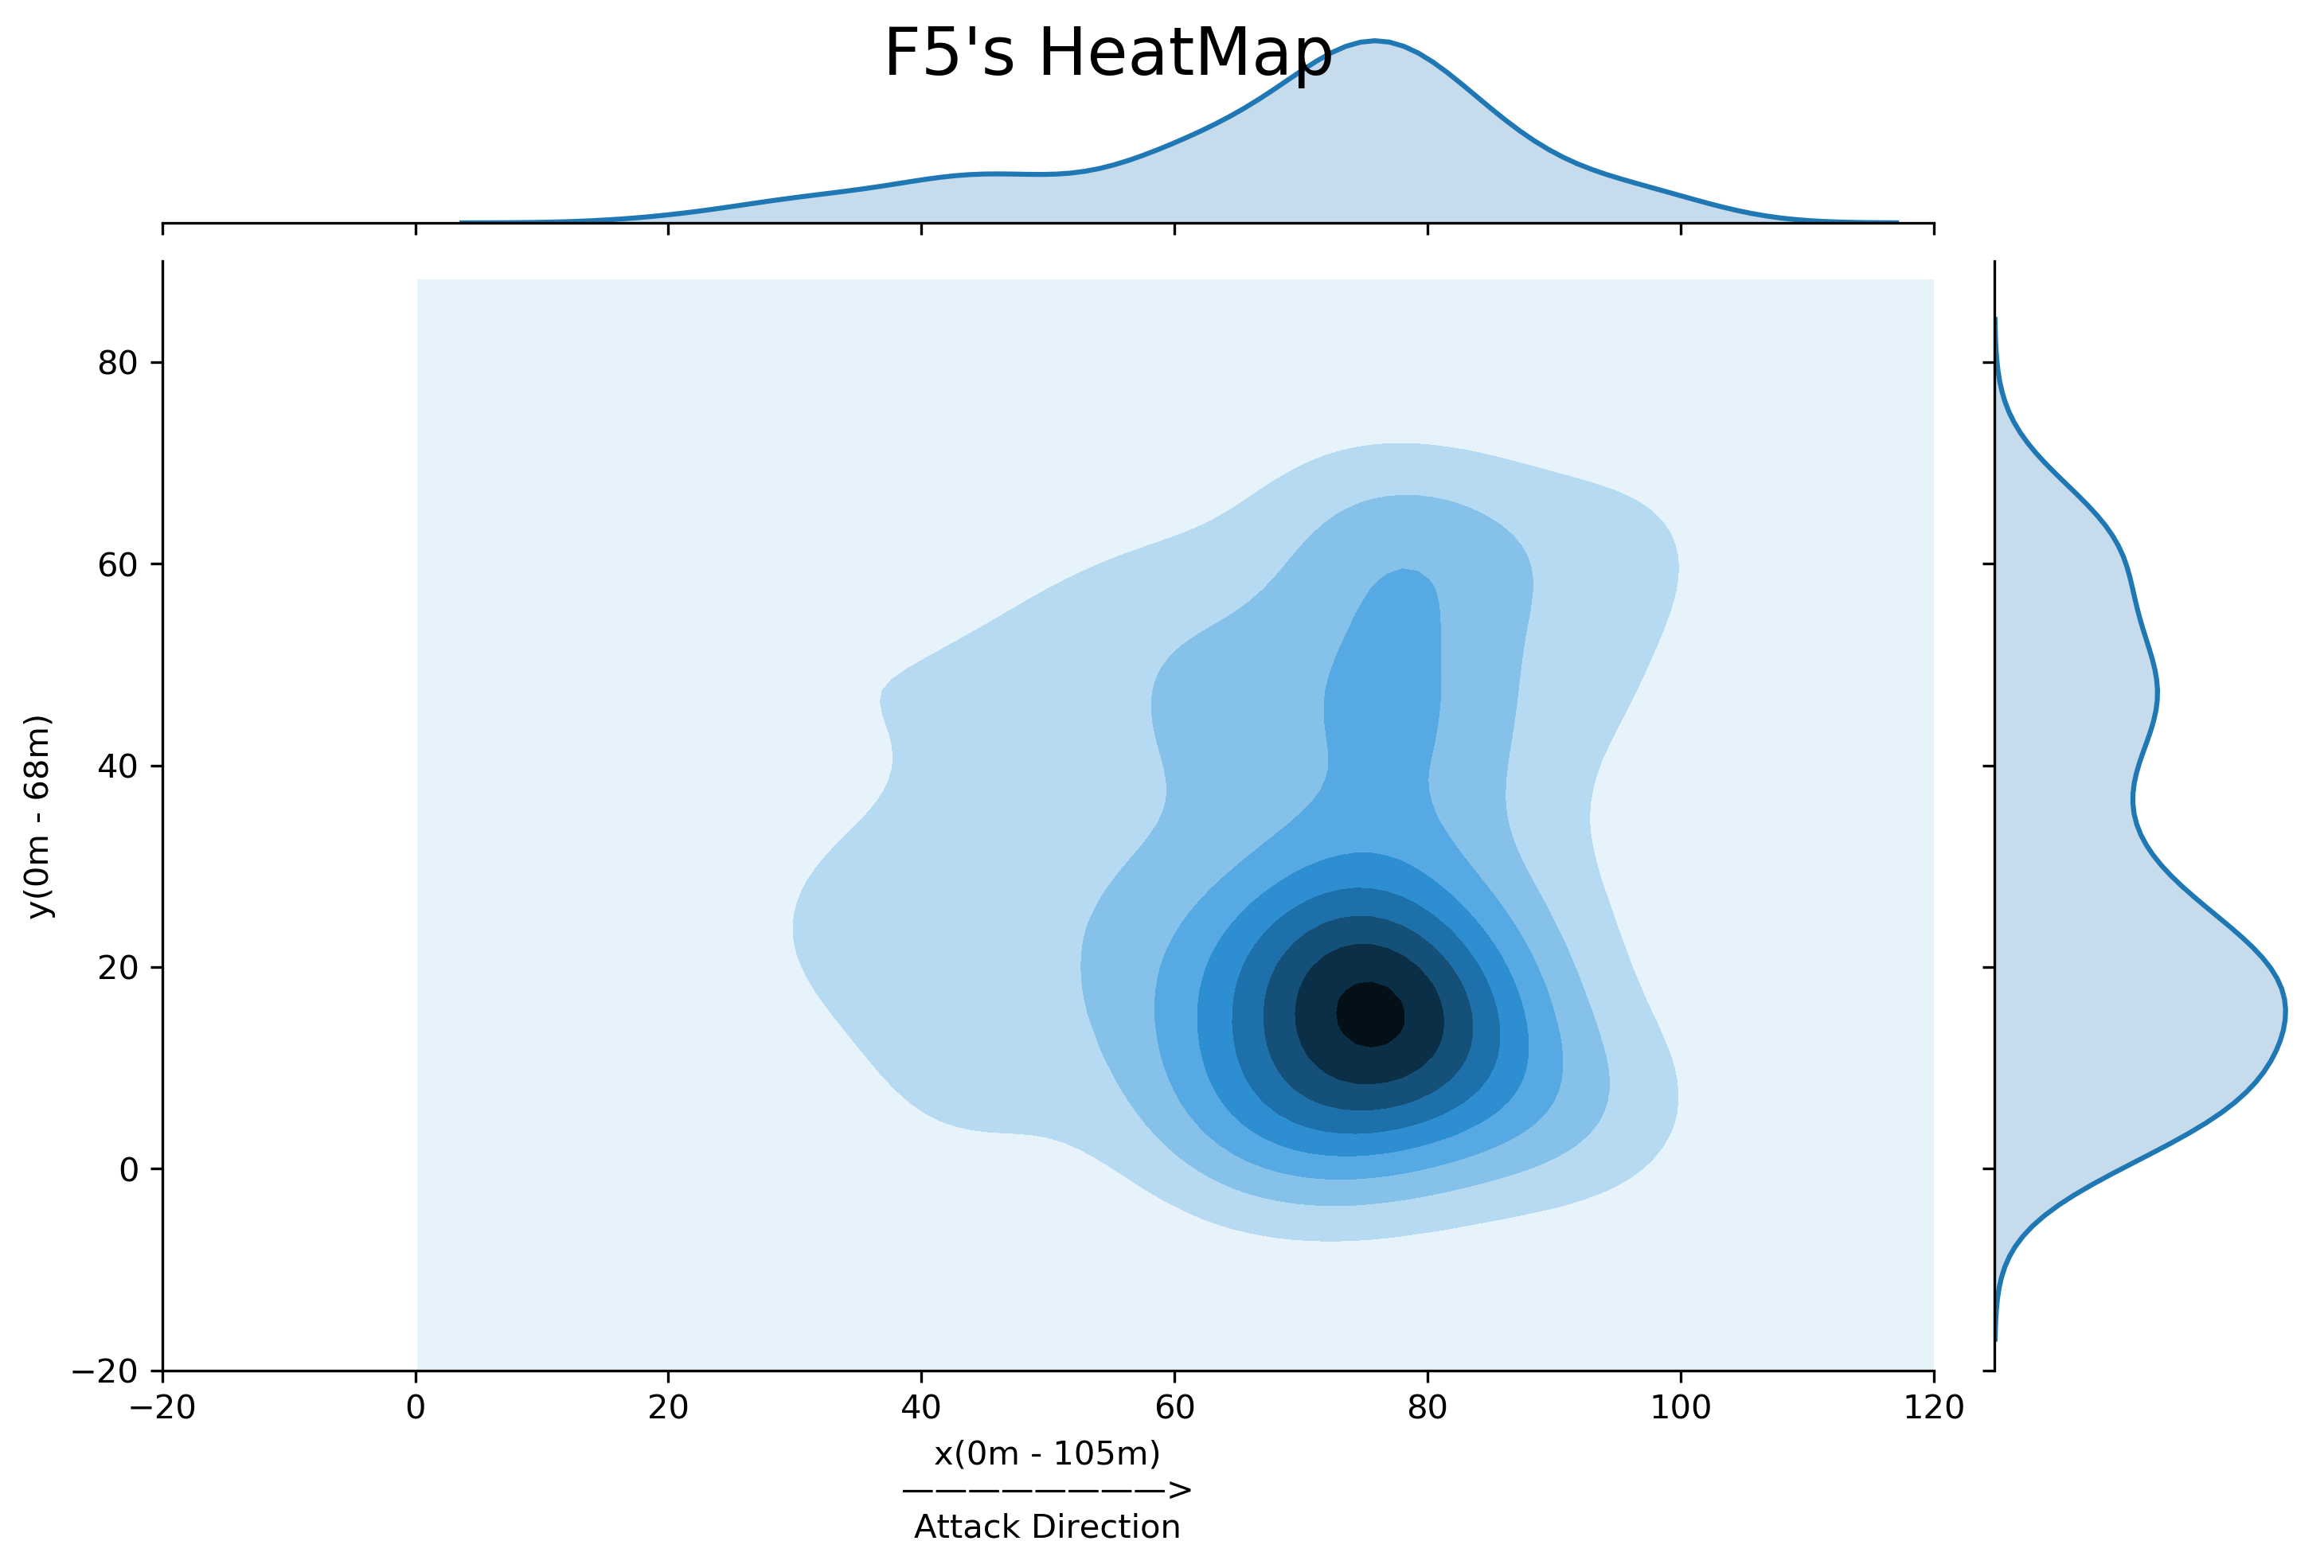 F5's HeatMap
80
60
40
20
0
−20
y(0m - 68m)
−20 0 20 40 60 80 100 120
x(0m - 105m)
————————>
Attack Direction